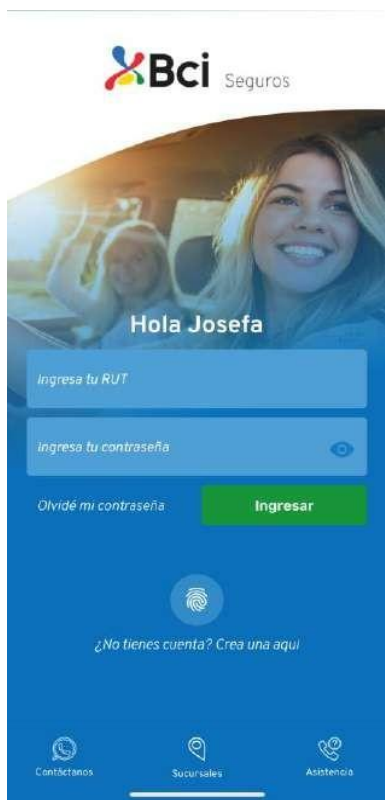 Bci Seguros
Hola Josefa
Ingresa tu RUT
Ingresa tu contraseña
Olvidé mi contraseña Ingresar
¿No tienes cuenta? Crea una aquí
Contáctanos Sucursales Asistencia